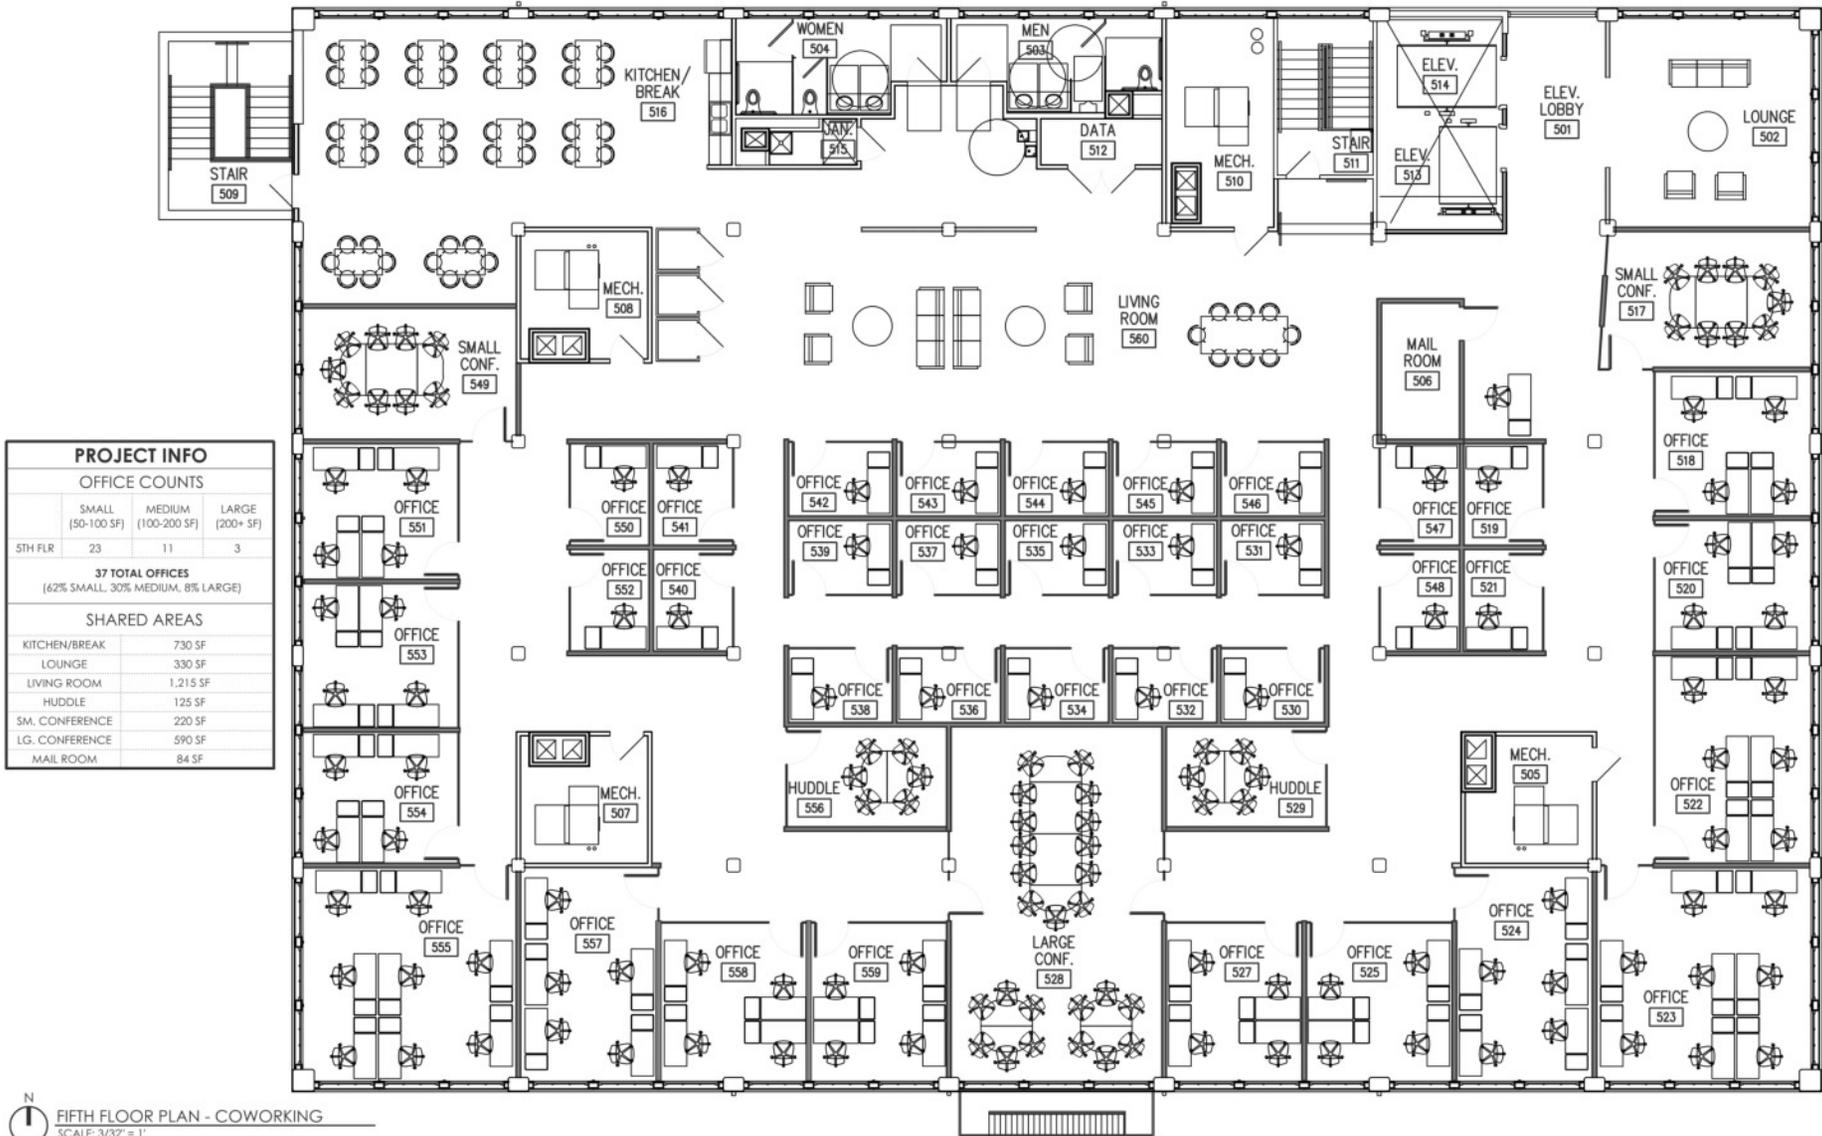 WOMEN
504
MEN
503
KITCHEN/
BREAK
516
ELEV.
514
ELEV.
LOBBY
501
LOUNGE
502
JAN.
515
DATA
512
STAIR
511
MECH.
510
ELEV.
513
STAIR
509
MECH.
508
LIVING
ROOM
560
SMALL
CONF.
517
SMALL
CONF.
549
MAIL
ROOM
506
PROJECT INFO
OFFICE COUNTS
SMALL MEDIUM LARGE
(50-100 SF) (100-200 SF) (200+ SF)
5TH FLR 23 11 3
37 TOTAL OFFICES
(62% SMALL, 30% MEDIUM, 8% LARGE)
SHARED AREAS
KITCHEN/BREAK 730 SF
LOUNGE 330 SF
LIVING ROOM 1,215 SF
HUDDLE 125 SF
SM. CONFERENCE 220 SF
LG. CONFERENCE 590 SF
MAIL ROOM 84 SF
OFFICE
518
OFFICE
542
OFFICE
543
OFFICE
544
OFFICE
545
OFFICE
546
OFFICE
551
OFFICE
550
OFFICE
541
OFFICE
547
OFFICE
519
OFFICE
539
OFFICE
537
OFFICE
535
OFFICE
533
OFFICE
531
OFFICE
552
OFFICE
540
OFFICE
548
OFFICE
521
OFFICE
520
OFFICE
553
OFFICE
538
OFFICE
536
OFFICE
534
OFFICE
532
OFFICE
530
MECH.
505
OFFICE
554
MECH.
507
HUDDLE
556
HUDDLE
529
OFFICE
522
OFFICE
555
OFFICE
557
OFFICE
558
OFFICE
559
LARGE
CONF.
528
OFFICE
527
OFFICE
525
OFFICE
524
OFFICE
523
N
FIFTH FLOOR PLAN - COWORKING
SCALE: 3/32" = 1'